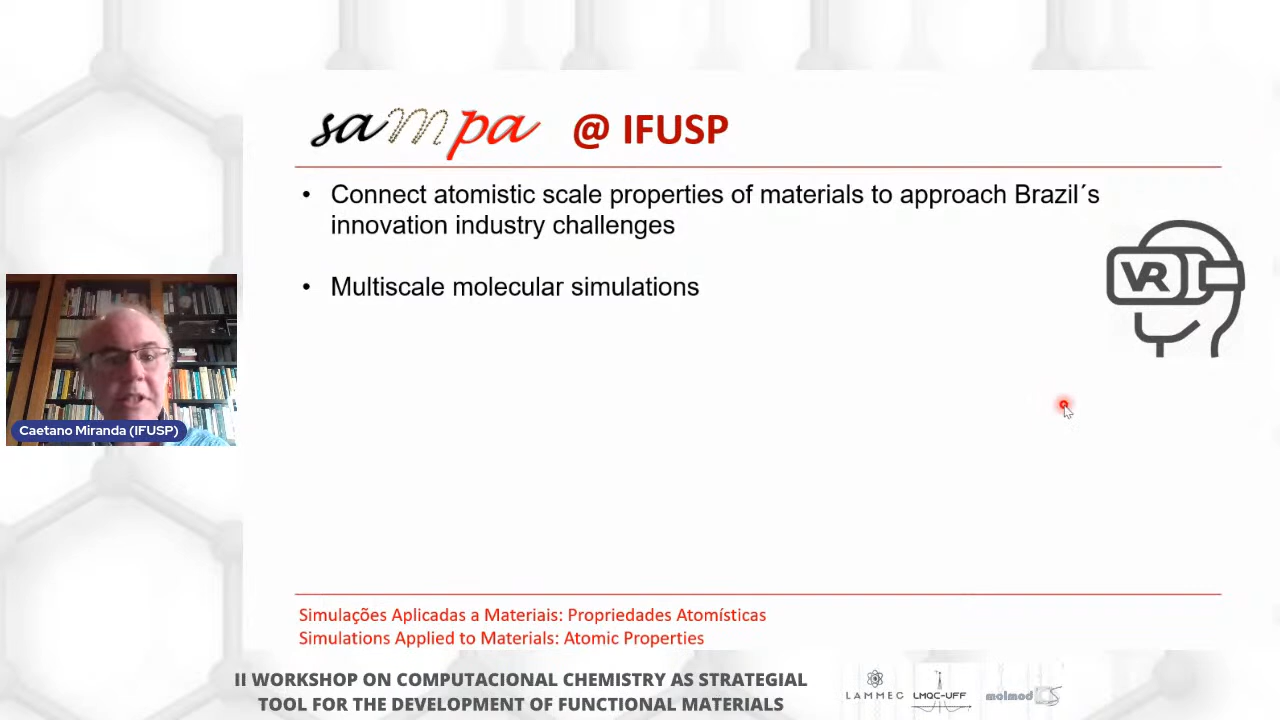 sampa @ IFUSP
• Connect atomistic scale properties of materials to approach Brazil´s
innovation industry challenges
• Multiscale molecular simulations
VR
Caetano Miranda (IFUSP)
Simulações Aplicadas a Materiais: Propriedades Atomísticas
Simulations Applied to Materials: Atomic Properties
II WORKSHOP ON COMPUTACIONAL CHEMISTRY AS STRATEGIAL
TOOL FOR THE DEVELOPMENT OF FUNCTIONAL MATERIALS
LAMMEC
LMQC-UFF
molmod CS